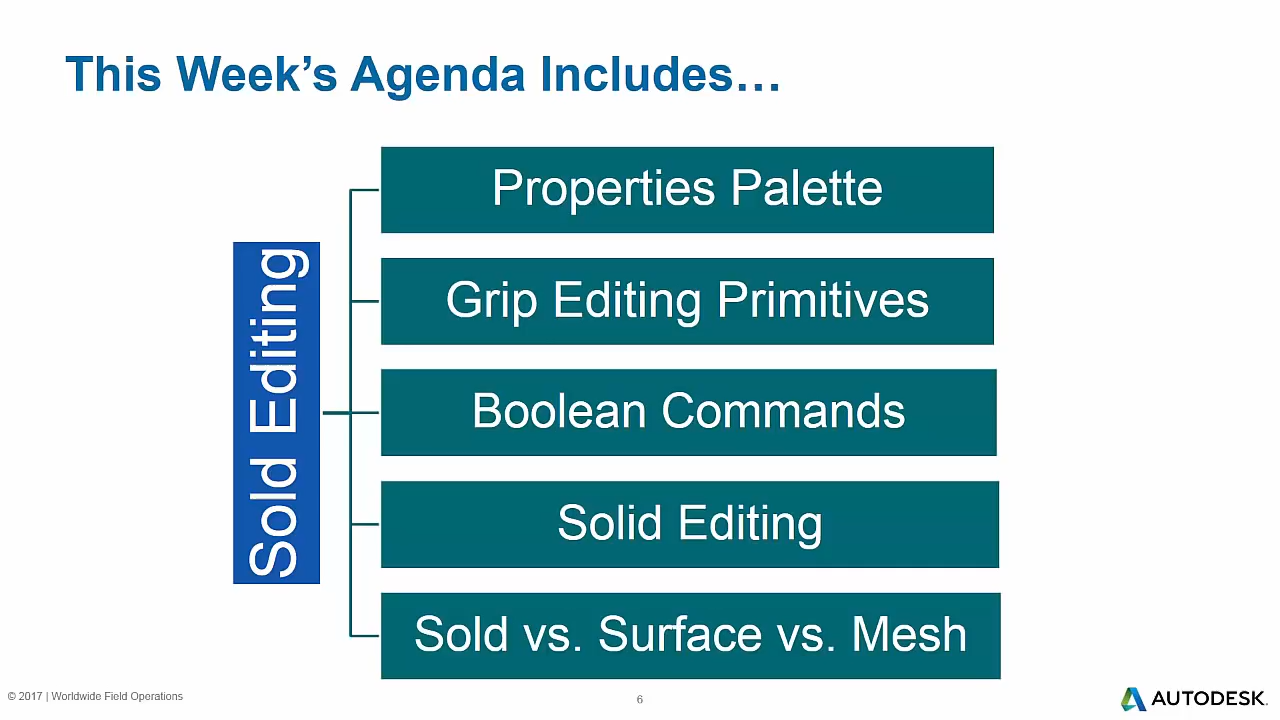 This Week’s Agenda Includes…
Sold Editing
Properties Palette
Grip Editing Primitives
Boolean Commands
Solid Editing
Sold vs. Surface vs. Mesh
© 2017 | Worldwide Field Operations
6
AUTODESK.